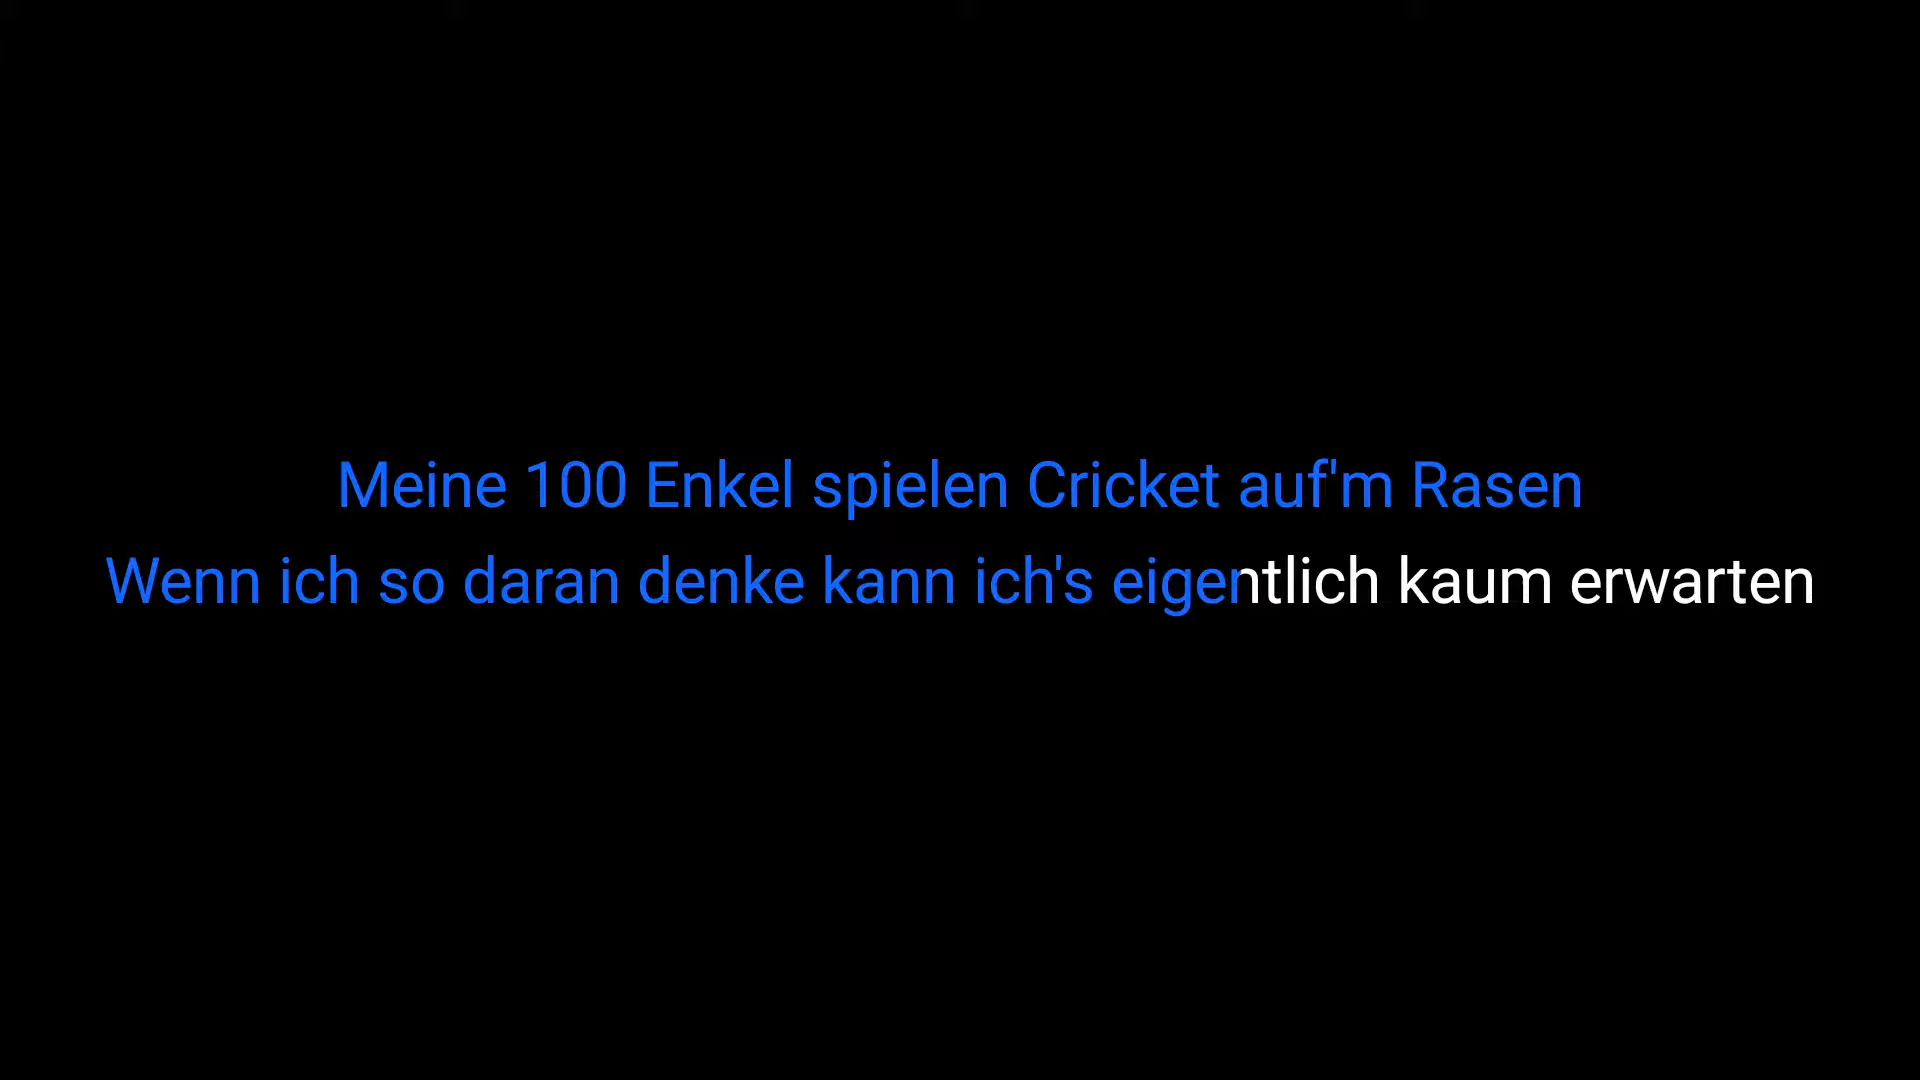 Meine 100 Enkel spielen Cricket auf'm Rasen
Wenn ich so daran denke kann ich's eigentlich kaum erwarten